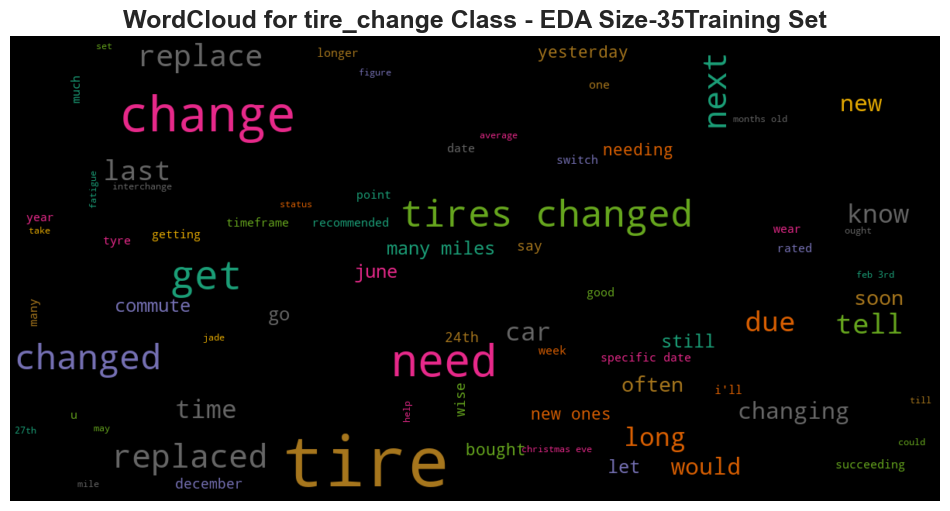 WordCloud for tire_change Class - EDA Size-35Training Set
set
replace
longer
yesterday
figure
much
next
one
new
change
months old
average
date
switch
needing
last
interchange
fatigue
point
status
year
take
tyre
getting
timeframe
recommended
tires changed
know
wear
ought
rated
many miles
say
get
june
feb 3rd
good
soon
commute
many
go
due
tell
jade
24th
car
still
changed
need
week
specific date
often
i'll
wise
help
till
time
u
27th
may
new ones
changing
long
could
replaced
tire
bought
christmas eve
let
would
succeeding
mile
december